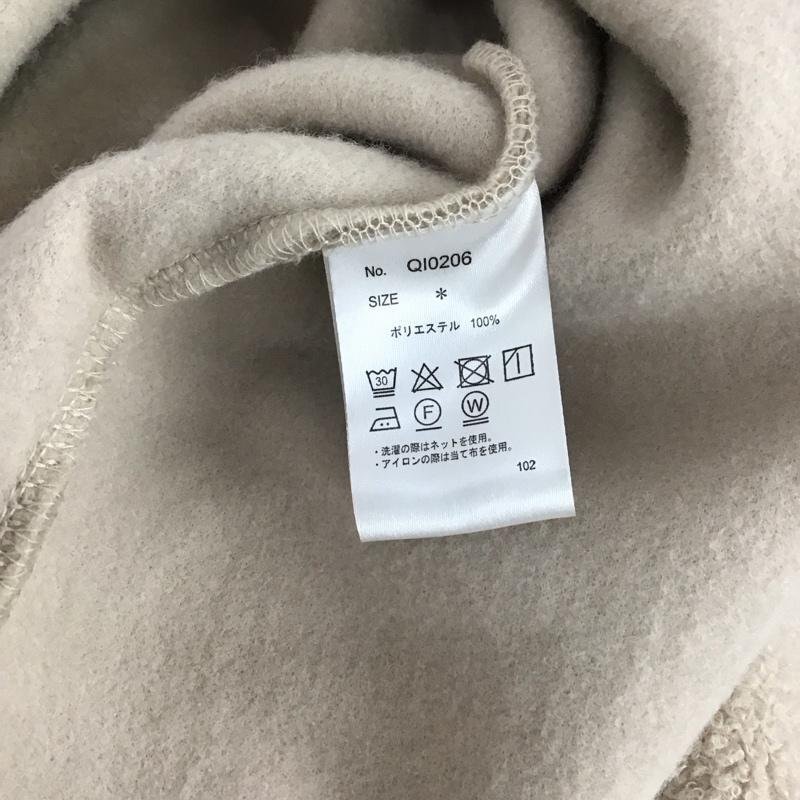 No. QI0206
SIZE *
ポリエステル 100%
30
F W
・洗濯の際はネットを使用。
・アイロンの際は当て布を使用。
102